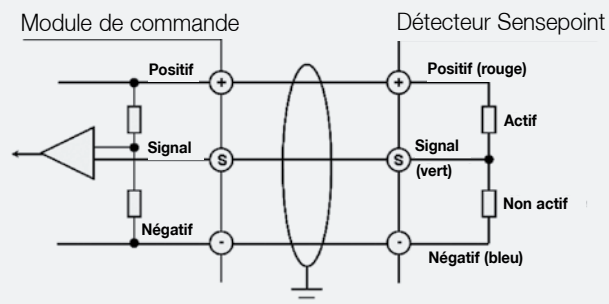 Module de commande
Détecteur Sensepoint
Positif
+
+
Positif (rouge)
Actif
Signal
S
S
Signal
(vert)
Non actif
Négatif
-
-
Négatif (bleu)